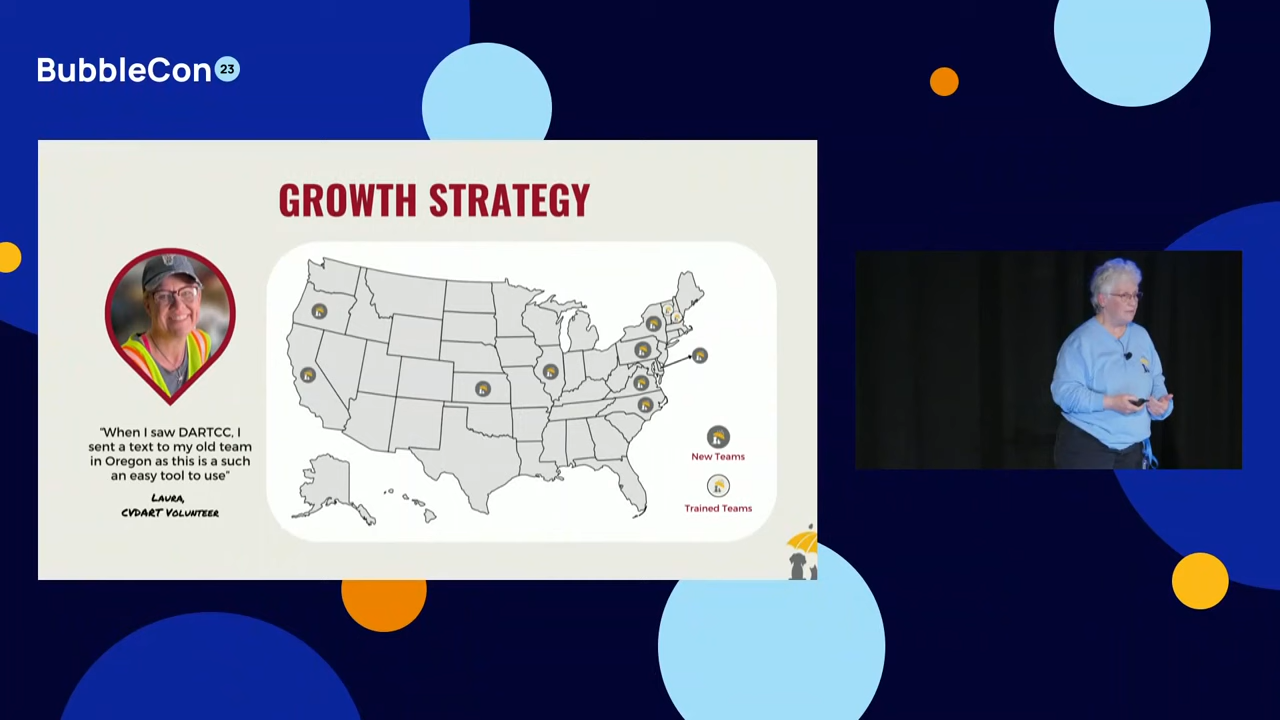 BubbleCon 23
GROWTH STRATEGY
"When I saw DARTCC, I
sent a text to my old team
in Oregon as this is a such
an easy tool to use"
Laura,
CVDART Volunteer
New Teams
Trained Teams